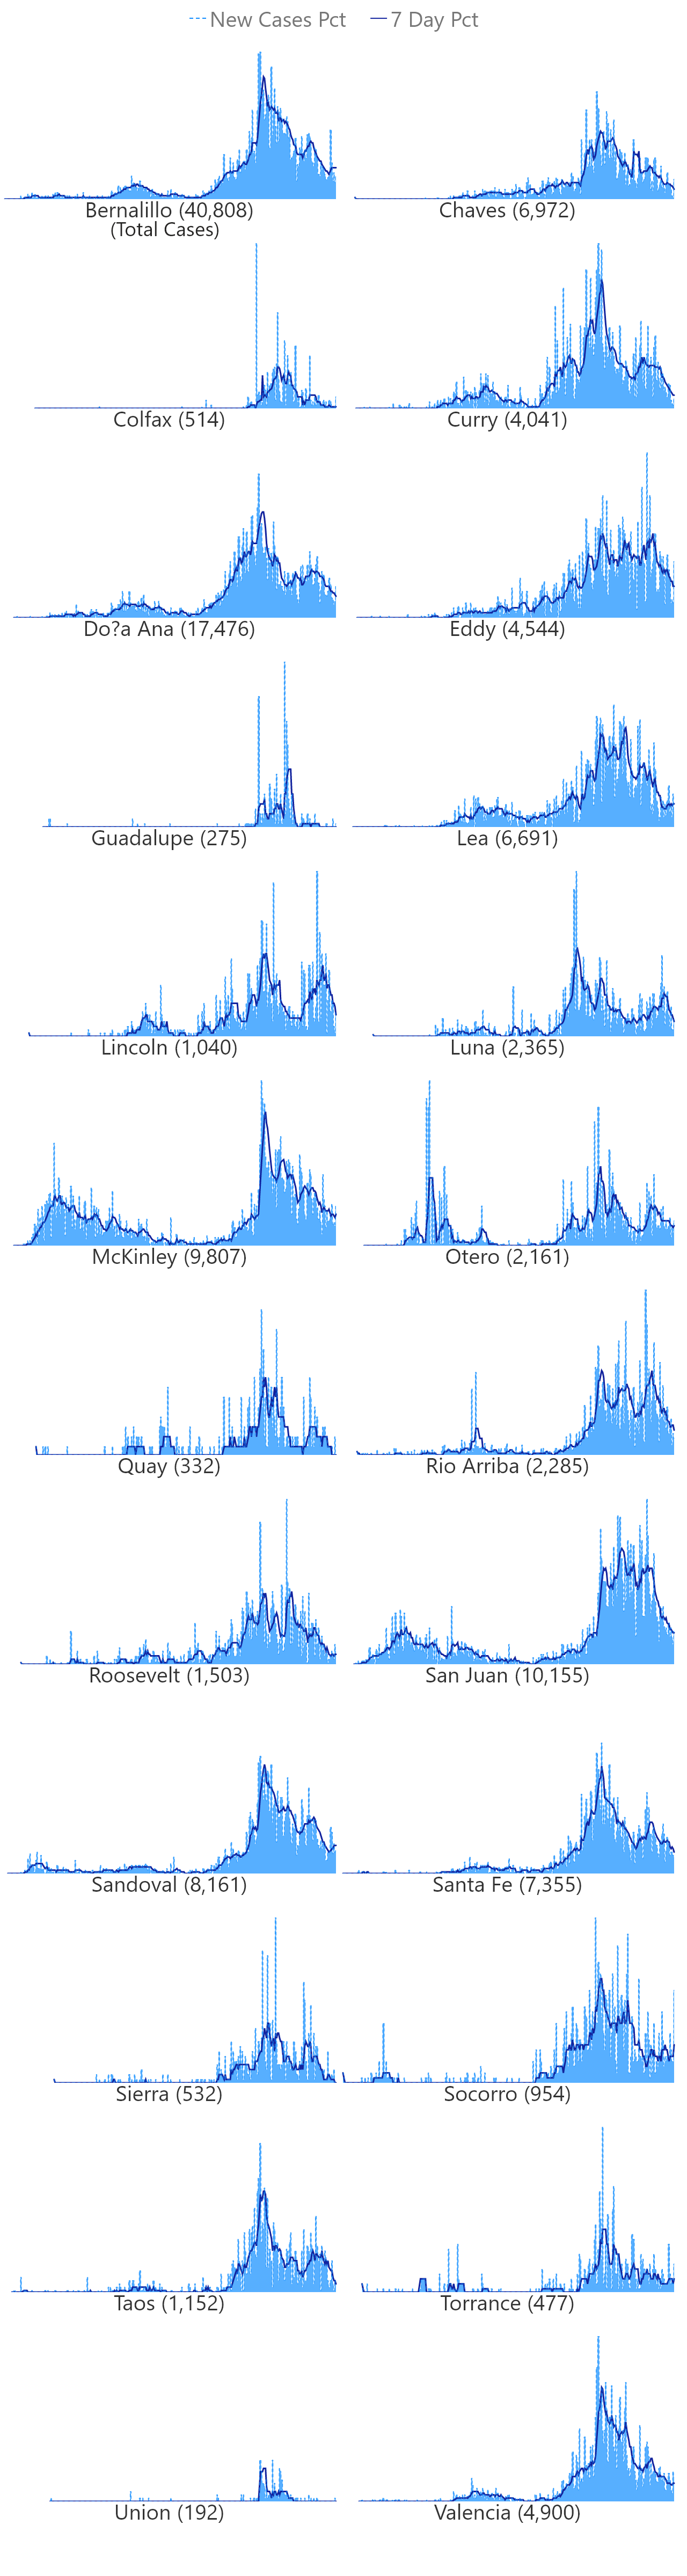 New Cases Pct 7 Day Pct
Bernalillo (40,808) Chaves (6,972)
(Total Cases)
Colfax (514) Curry (4,041)
Do?a Ana (17,476) Eddy (4,544)
Guadalupe (275) Lea (6,691)
Lincoln (1,040) Luna (2,365)
McKinley (9,807) Otero (2,161)
Quay (332) Rio Arriba (2,285)
Roosevelt (1,503) San Juan (10,155)
Sandoval (8,161) Santa Fe (7,355)
Sierra (532) Socorro (954)
Taos (1,152) Torrance (477)
Union (192) Valencia (4,900)